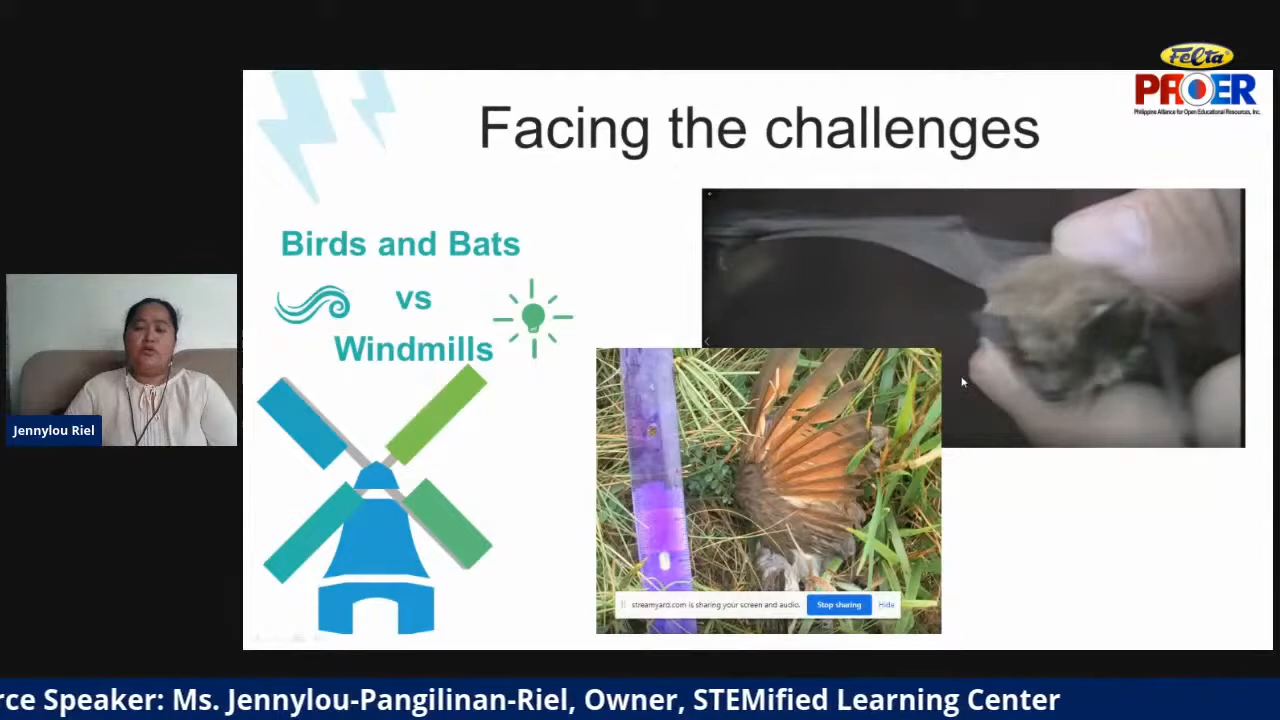 Felta
PAOER
Philippine Alliance for Open Educational Resources, Inc.
Facing the challenges
Birds and Bats
vs
Windmills
Jennylou Riel
streamyard.com is sharing your screen and audio.
Stop sharing
Hide
rce Speaker: Ms. Jennylou-Pangilinan-Riel, Owner, STEMified Learning Center